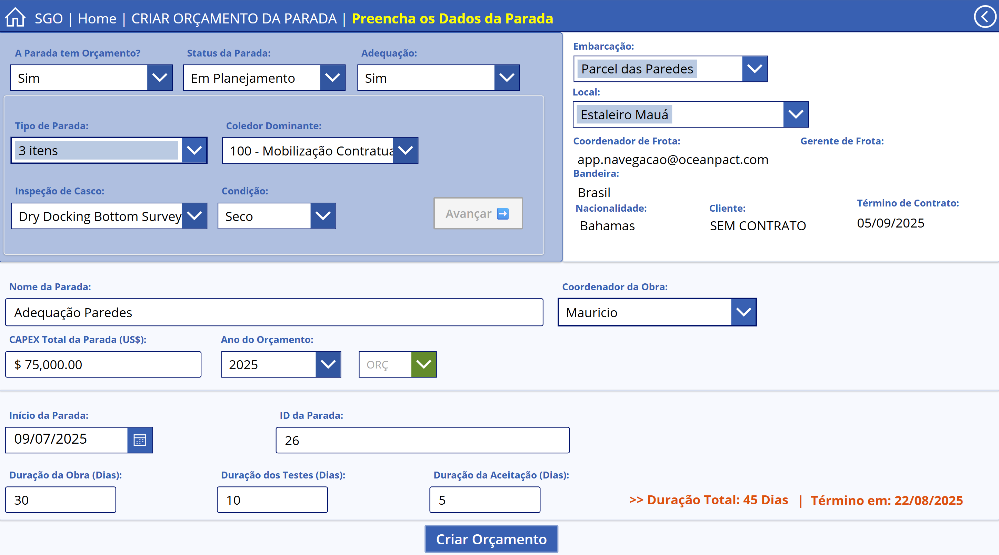 SGO | Home | CRIAR ORÇAMENTO DA PARADA | Preencha os Dados da Parada
A Parada tem Orçamento?
Sim
Status da Parada:
Em Planejamento
Adequação:
Sim
Tipo de Parada:
3 itens
Coledor Dominante:
100 - Mobilização Contratua
Inspeção de Casco:
Dry Docking Bottom Survey
Condição:
Seco
Avançar
Embarcação:
Parcel das Paredes
Local:
Estaleiro Mauá
Coordenador de Frota:
app.navegacao@oceanpact.com
Gerente de Frota:
Bandeira:
Brasil
Nacionalidade:
Bahamas
Cliente:
SEM CONTRATO
Término de Contrato:
05/09/2025
Nome da Parada:
Adequação Paredes
Coordenador da Obra:
Mauricio
CAPEX Total da Parada (US$):
$ 75,000.00
Ano do Orçamento:
2025
ORÇ
Início da Parada:
09/07/2025
ID da Parada:
26
Duração da Obra (Dias):
30
Duração dos Testes (Dias):
10
Duração da Aceitação (Dias):
5
>> Duração Total: 45 Dias | Término em: 22/08/2025
Criar Orçamento